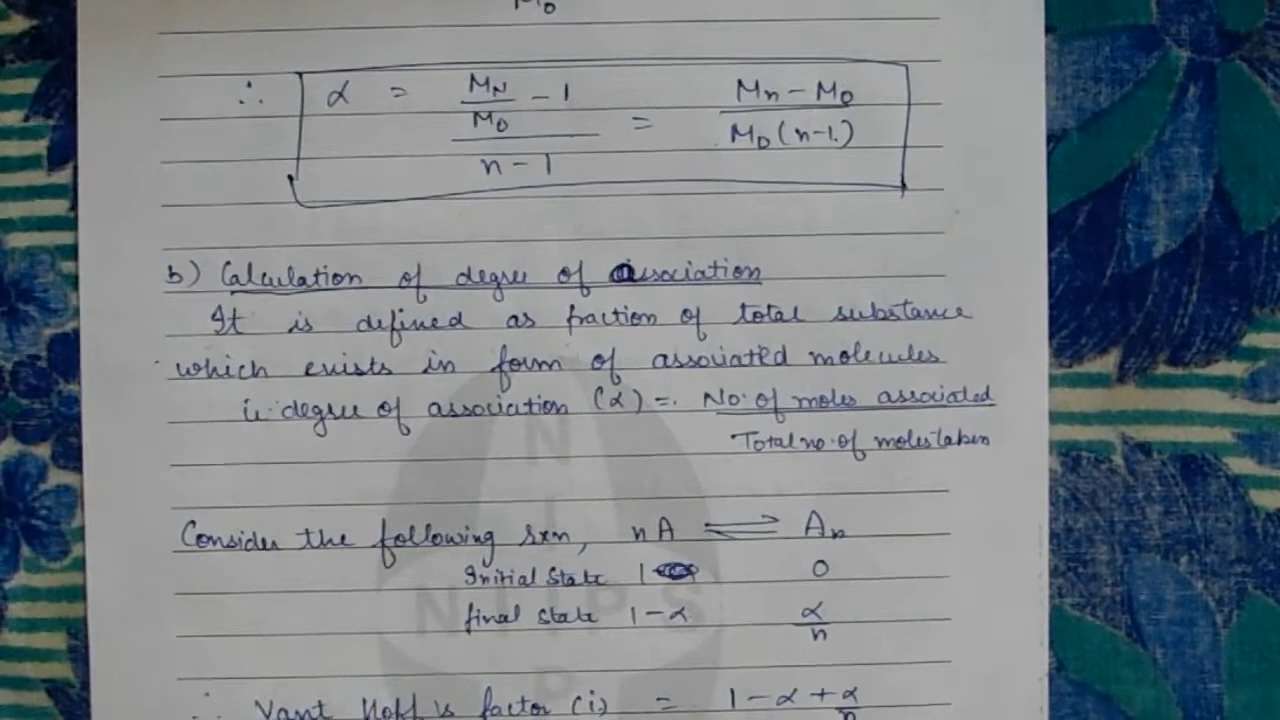 Mo
∴ α = (MN/MO - 1)/(n-1) = (Mn - MO)/(MO(n-1))
b) Calculation of degree of association
It is defined as fraction of total substance
which exists in form of associated molecules
ie degree of association (α) = No. of moles associated
Total no. of moles taken
Consider the following rxn, nA ⇌ An
Initial State 1 0
final state 1-α α/n
∴ Vant Hoff's factor (i) = 1-α+α/n
N
I
NIIPS
P